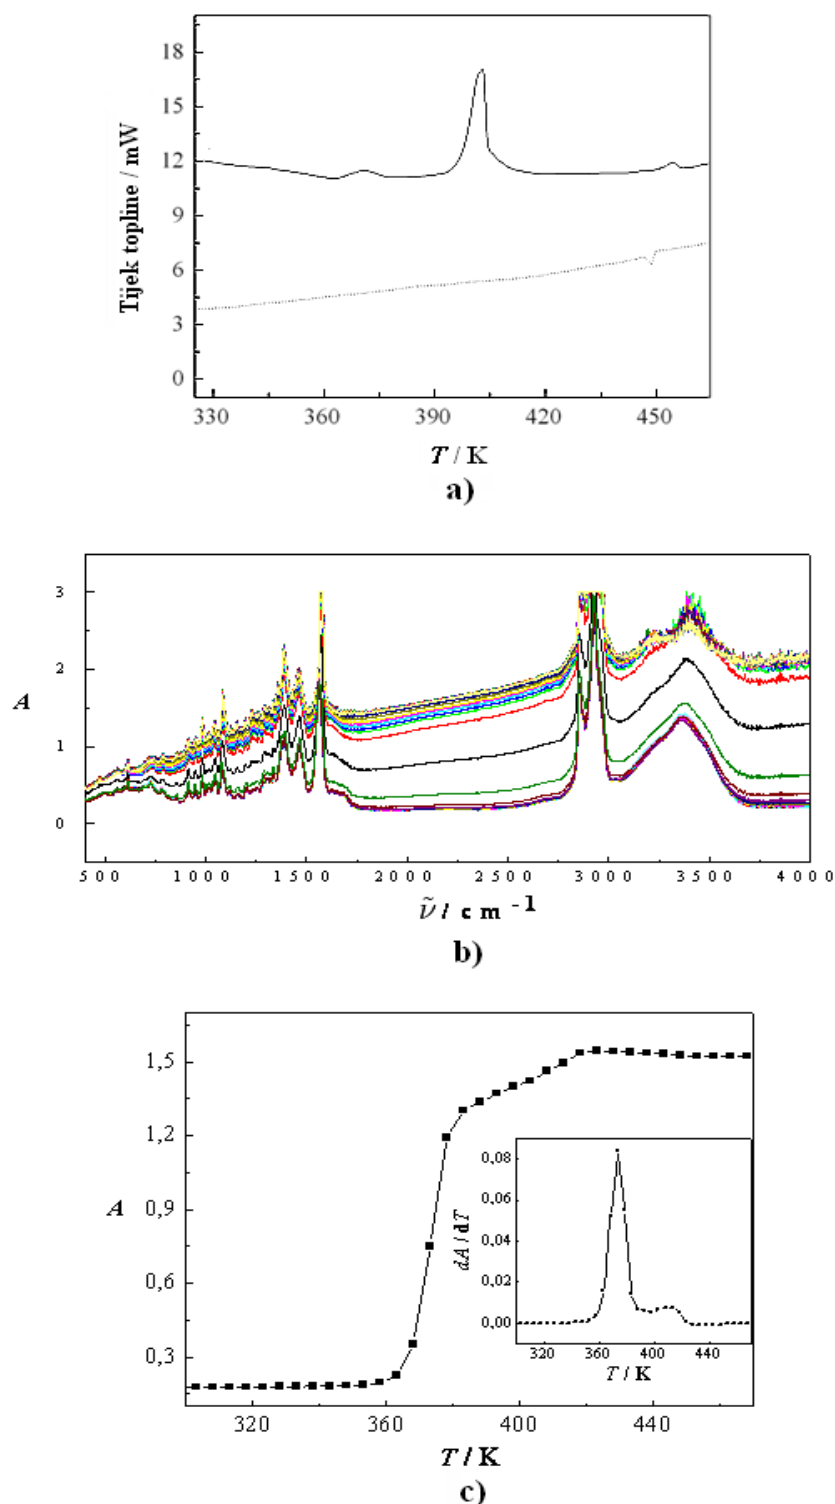 18
15
12
9
6
3
0
Tijek topline / mW
330 360 390 420 450
T / K
a)
3
2
1
0
A
500 1000 1500 2000 2500 3000 3500 4000
ν̃ / cm⁻¹
b)
1,5
1,2
0,9
0,6
0,3
A
320 360 400 440
T / K
0,08
0,06
0,04
0,02
0,00
dA / dT
320 360 400 440
T / K
c)